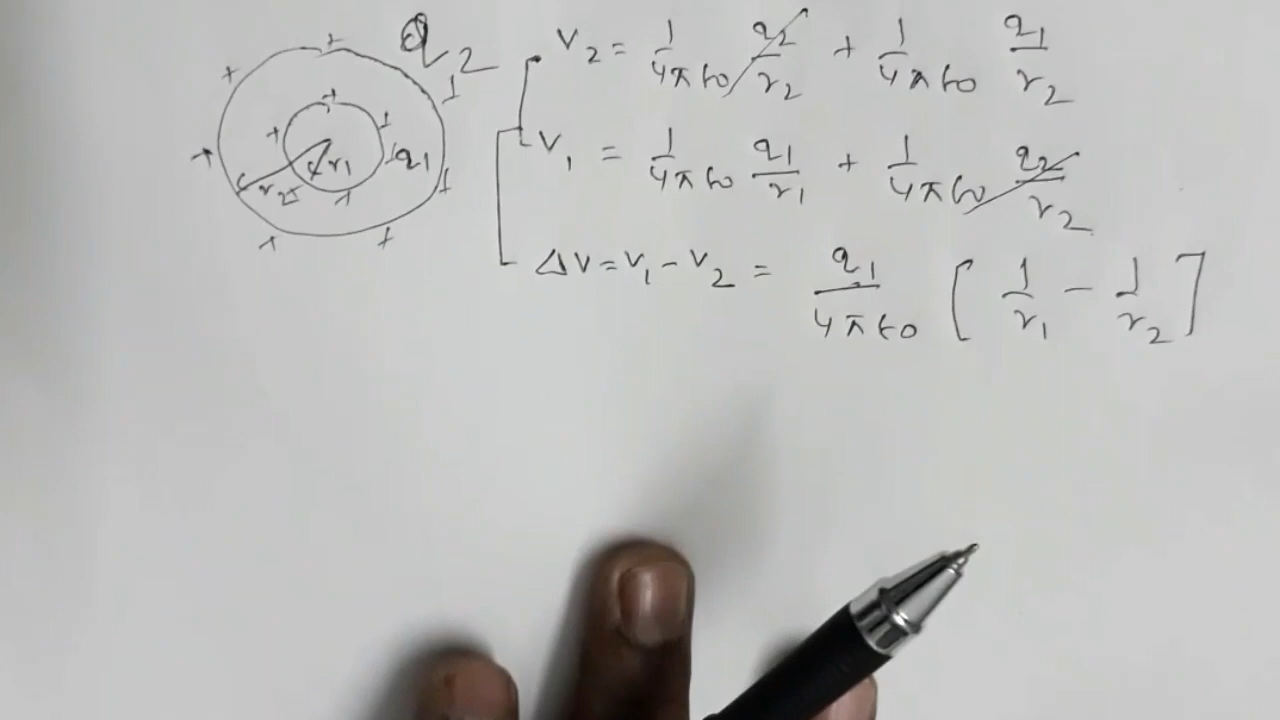 q2
V2 = 1/4πε0 q2/r2 + 1/4πε0 q1/r2
r1 q1
r2
V1 = 1/4πε0 q1/r1 + 1/4πε0 q2/r2
ΔV = V1 - V2 = q1/4πε0 [ 1/r1 - 1/r2 ]